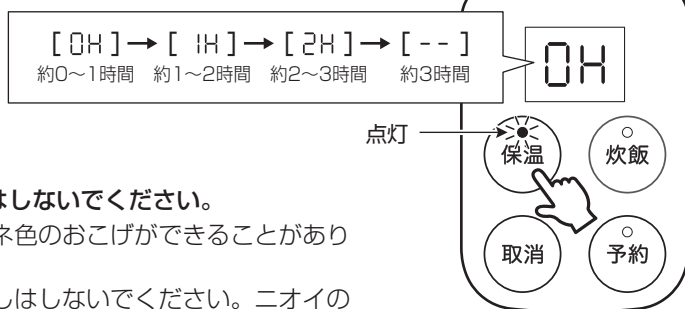 [0H]→[1H]→[2H]→[--]
約0～1時間 約1～2時間 約2～3時間 約3時間
0H
点灯
保温 炊飯
はしないでください。
ネ色のおこげができることがあり
取消 予約
しはしないでください。ニオイの